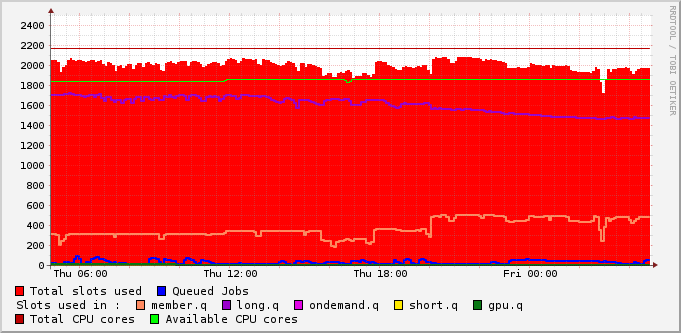 RRDTOOL / TOBI OETIKER
2400
2200
2000
1800
1600
1400
1200
1000
800
600
400
200
0
Thu 06:00 Thu 12:00 Thu 18:00 Fri 00:00
Total slots used Queued Jobs
Slots used in : member.q long.q ondemand.q short.q gpu.q
Total CPU cores Available CPU cores